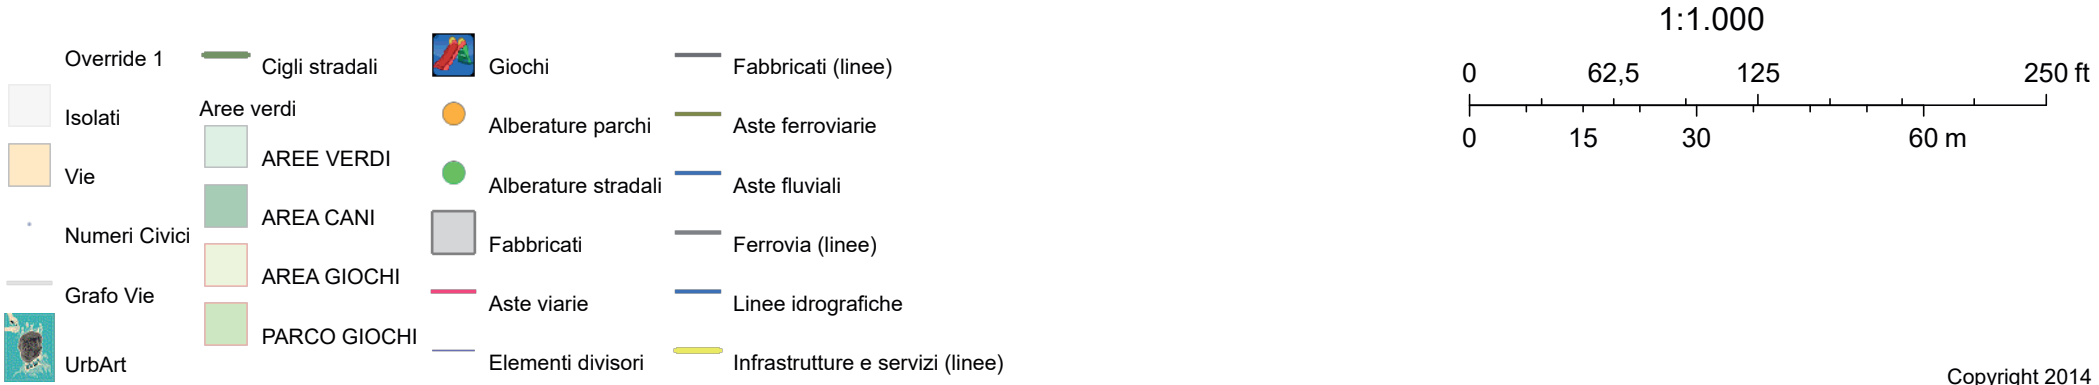 Override 1
Isolati
Vie
Numeri Civici
Grafo Vie
UrbArt
Cigli stradali
Aree verdi
AREE VERDI
AREA CANI
AREA GIOCHI
PARCO GIOCHI
Giochi
Alberature parchi
Alberature stradali
Fabbricati
Aste viarie
Elementi divisori
Fabbricati (linee)
Aste ferroviarie
Aste fluviali
Ferrovia (linee)
Linee idrografiche
Infrastrutture e servizi (linee)
1:1.000
0 62,5 125 250 ft
0 15 30 60 m
Copyright 2014